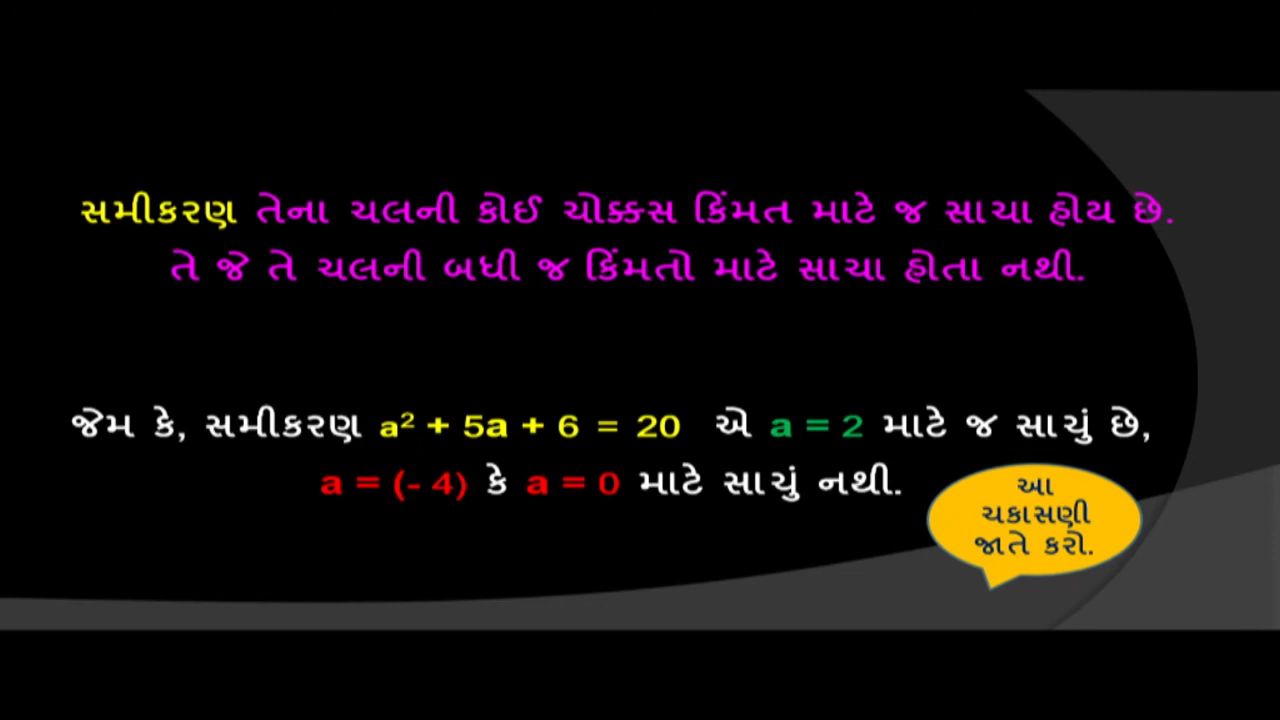 સમીકરણ તેના ચલની કોઈ ચોક્કસ કિંમત માટે જ સાચા હોય છે.
તે જે તે ચલની બધી જ કિંમતો માટે સાચા હોતા નથી.
જેમ કે, સમીકરણ a² + 5a + 6 = 20 એ a = 2 માટે જ સાચું છે,
a = (- 4) કે a = 0 માટે સાચું નથી.
આ
ચકાસણી
જાતે કરો.